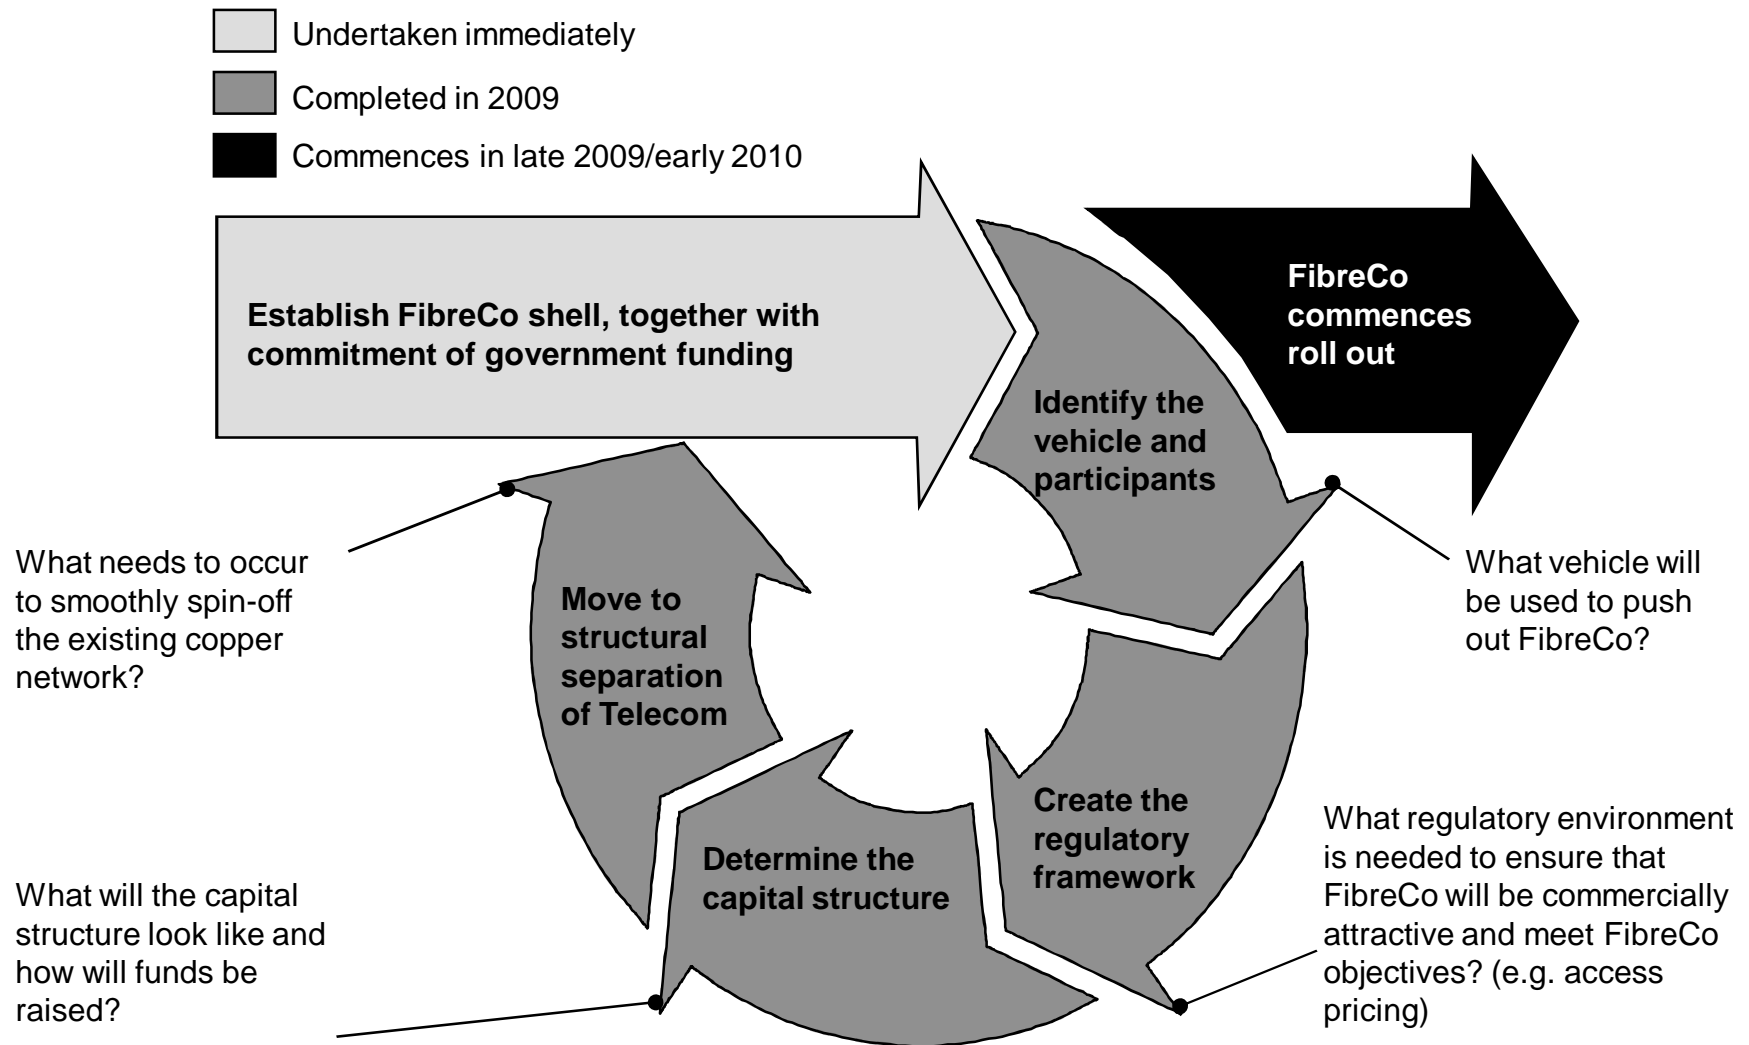 Undertaken immediately
Completed in 2009
Commences in late 2009/early 2010
Establish FibreCo shell, together with
commitment of government funding
FibreCo
commences
roll out
Identify the
vehicle and
participants
What needs to occur
to smoothly spin-off
the existing copper
network?
Move to
structural
separation
of Telecom
What vehicle will
be used to push
out FibreCo?
Create the
regulatory
framework
Determine the
capital structure
What regulatory environment
is needed to ensure that
FibreCo will be commercially
attractive and meet FibreCo
objectives? (e.g. access
pricing)
What will the capital
structure look like and
how will funds be
raised?